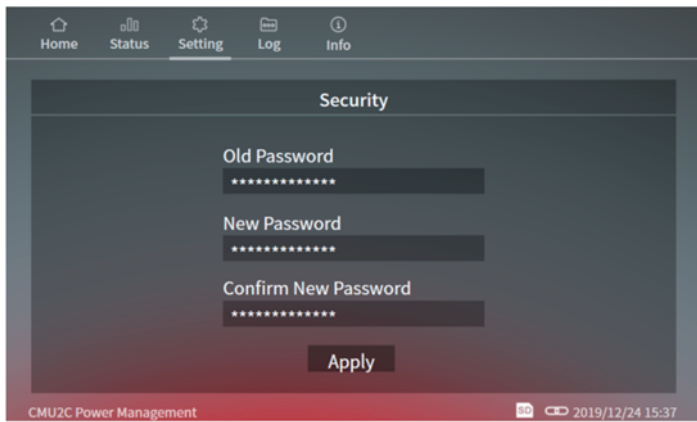 Home Status Setting Log Info
Security
Old Password
*************
New Password
*************
Confirm New Password
*************
Apply
CMU2C Power Management SD 2019/12/24 15:37